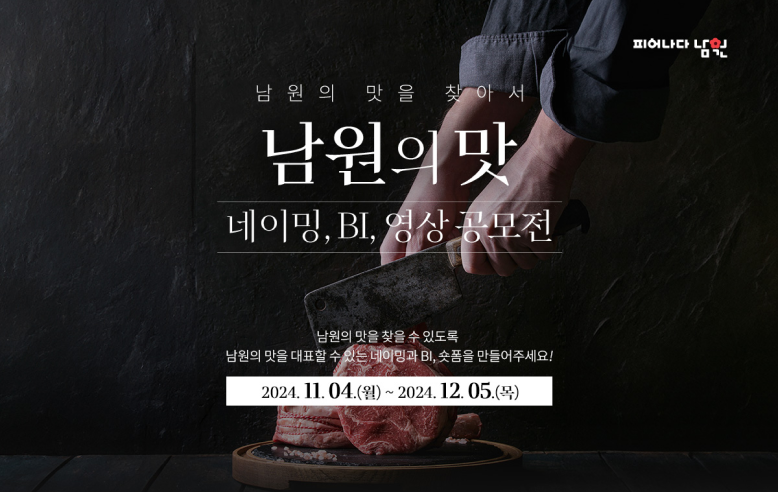 피어나다 남원
남원의 맛을 찾아서
남원의 맛
네이밍, BI, 영상 공모전
남원의 맛을 찾을 수 있도록
남원의 맛을 대표할 수 있는 네이밍과 BI, 숏폼을 만들어주세요!
2024. 11. 04.(월) ~ 2024. 12. 05.(목)